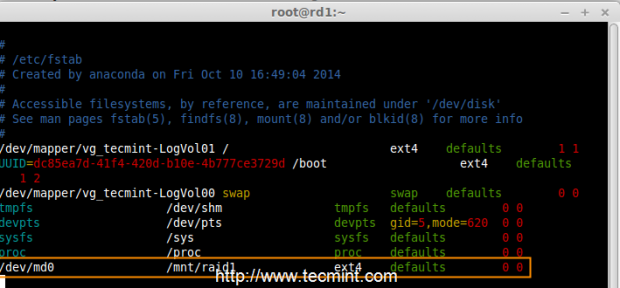 root@rd1:~
#
# /etc/fstab
# Created by anaconda on Fri Oct 10 16:49:04 2014
#
# Accessible filesystems, by reference, are maintained under '/dev/disk'
# See man pages fstab(5), findfs(8), mount(8) and/or blkid(8) for more info
#
/dev/mapper/vg_tecmint-LogVol01 / ext4 defaults 1 1
UUID=dc85ea7d-41f4-420d-b10e-4b777ce3729d /boot ext4 defaults
1 2
/dev/mapper/vg_tecmint-LogVol00 swap swap defaults 0 0
tmpfs /dev/shm tmpfs defaults 0 0
devpts /dev/pts devpts gid=5,mode=620 0 0
sysfs /sys sysfs defaults 0 0
proc /proc proc defaults 0 0
/dev/md0 /mnt/raid1 ext4 defaults 0 0
http://www.tecmint.com